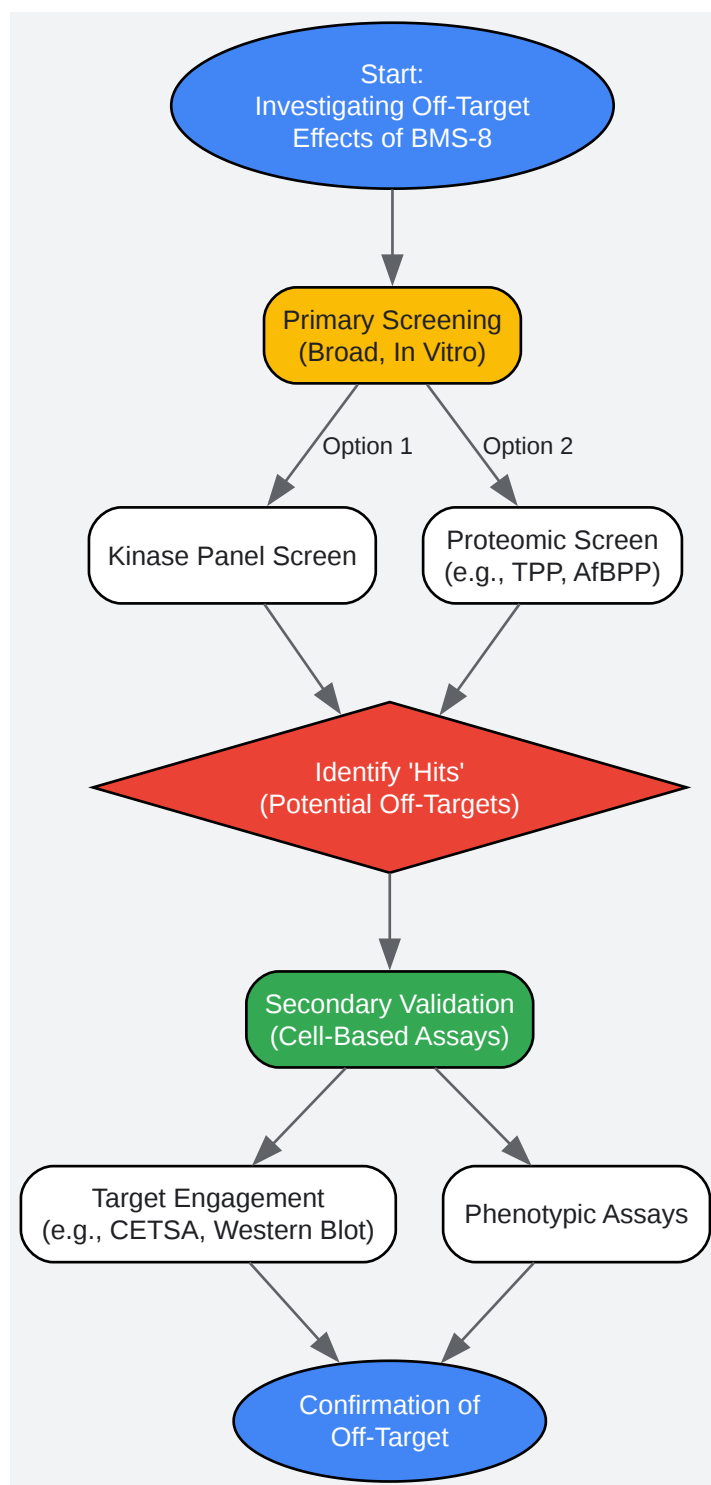 Start:
Investigating Off-Target
Effects of BMS-8
Primary Screening
(Broad, In Vitro)
Option 1
Option 2
Kinase Panel Screen
Proteomic Screen
(e.g., TPP, AfBPP)
Identify 'Hits'
(Potential Off-Targets)
Secondary Validation
(Cell-Based Assays)
Target Engagement
(e.g., CETSA, Western Blot)
Phenotypic Assays
Confirmation of
Off-Target